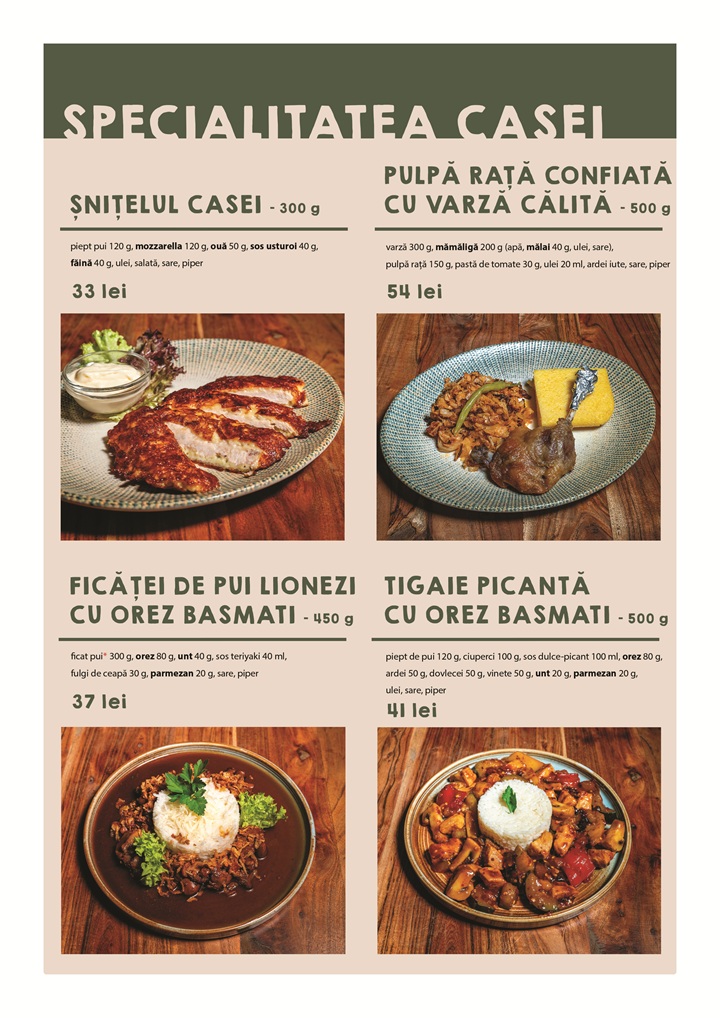 SPECIALITATEA CASEI
ȘNIȚELUL CASEI - 300 g
piept pui 120 g, mozzarella 120 g, ouă 50 g, sos usturoi 40 g,
făină 40 g, ulei, salată, sare, piper
33 lei
PULPĂ RAȚĂ CONFIATĂ
CU VARZĂ CĂLITĂ - 500 g
varză 300 g, mămăligă 200 g (apă, mălai 40 g, ulei, sare),
pulpă rață 150 g, pastă de tomate 30 g, ulei 20 ml, ardei iute, sare, piper
54 lei
FICĂȚEI DE PUI LIONEZI
CU OREZ BASMATI - 450 g
ficat pui* 300 g, orez 80 g, unt 40 g, sos teriyaki 40 ml,
fulgi de ceapă 30 g, parmezan 20 g, sare, piper
37 lei
TIGAIE PICANTĂ
CU OREZ BASMATI - 500 g
piept de pui 120 g, ciuperci 100 g, sos dulce-picant 100 ml, orez 80 g,
ardei 50 g, dovlecei 50 g, vinete 50 g, unt 20 g, parmezan 20 g,
ulei, sare, piper
41 lei